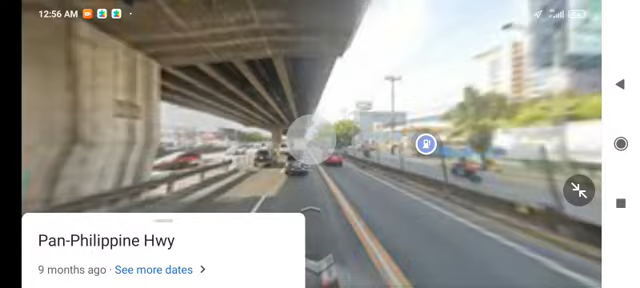 12:56 AM
Pan-Philippine Hwy
9 months ago · See more dates